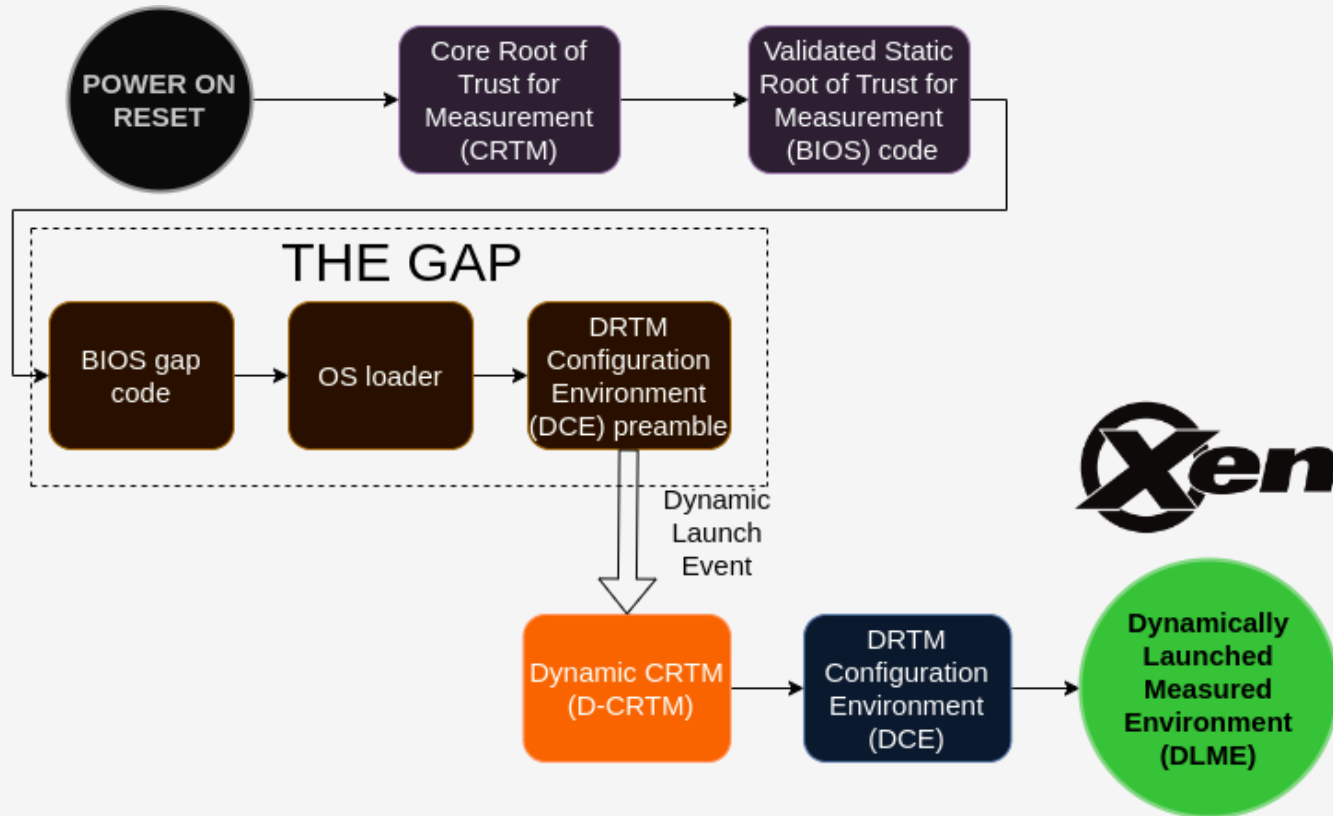 POWER ON
RESET
Core Root of
Trust for
Measurement
(CRTM)
Validated Static
Root of Trust for
Measurement
(BIOS) code
THE GAP
BIOS gap
code
OS loader
DRTM
Configuration
Environment
(DCE) preamble
Dynamic
Launch
Event
Xen
Dynamic CRTM
(D-CRTM)
DRTM
Configuration
Environment
(DCE)
Dynamically
Launched
Measured
Environment
(DLME)